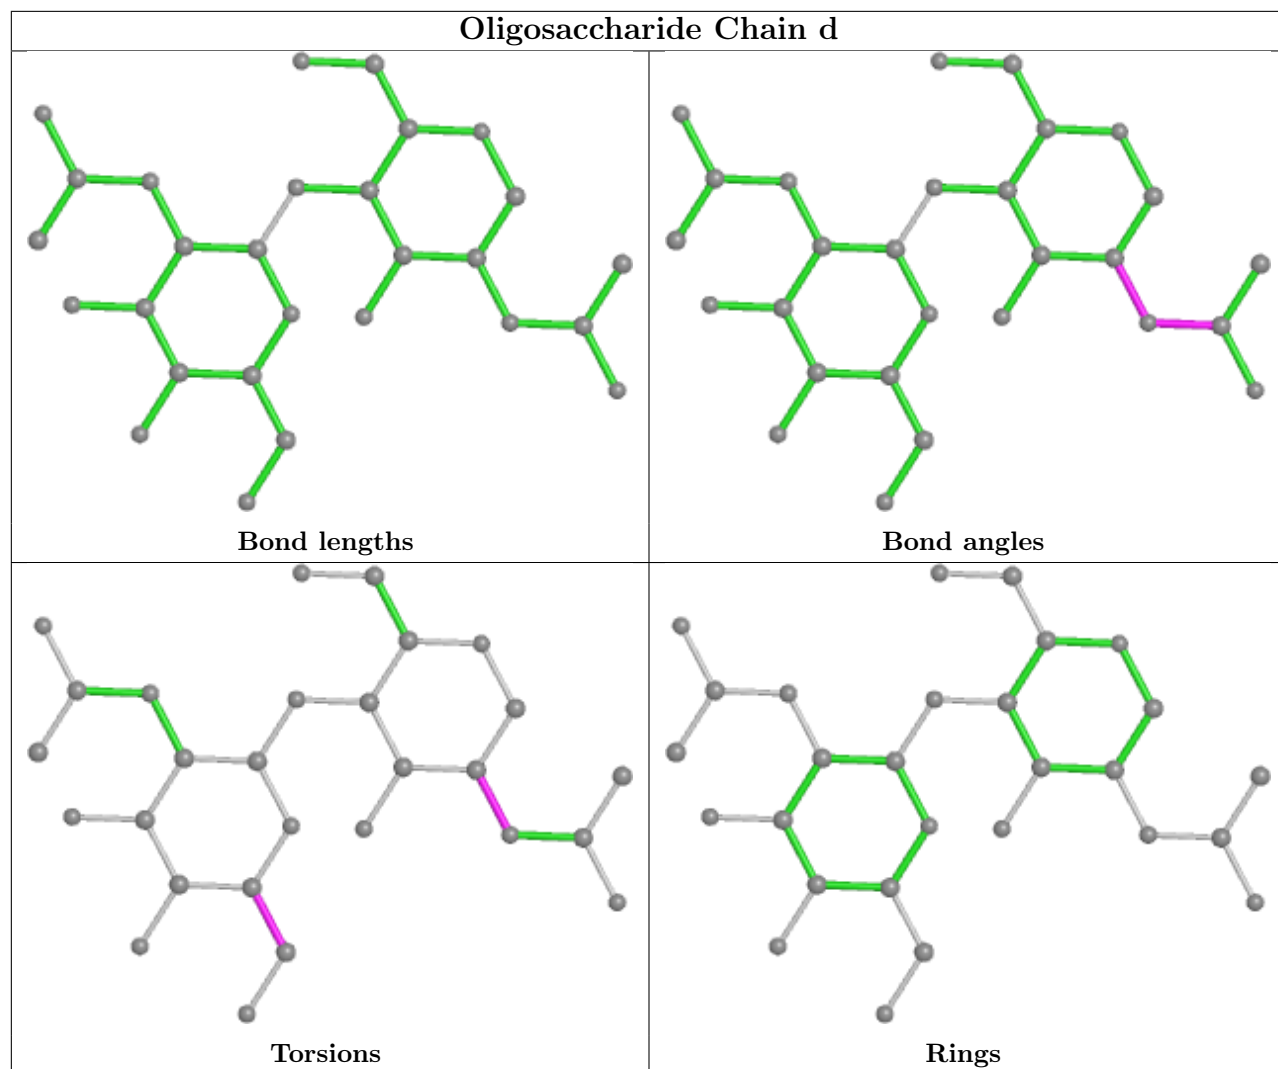 Oligosaccharide Chain d
Bond lengths
Bond angles
Torsions
Rings